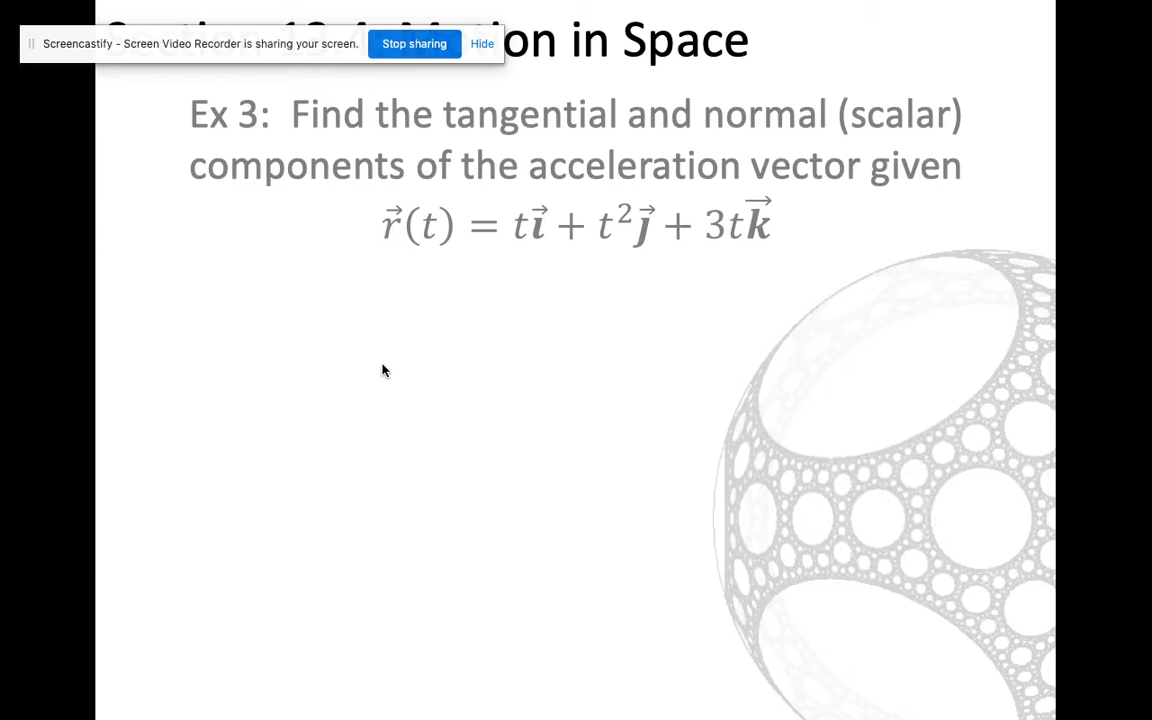 Screencastify - Screen Video Recorder is sharing your screen. Stop sharing Hide
on in Space
Ex 3: Find the tangential and normal (scalar)
components of the acceleration vector given
r⃗(t) = ti⃗ + t²j⃗ + 3tk⃗